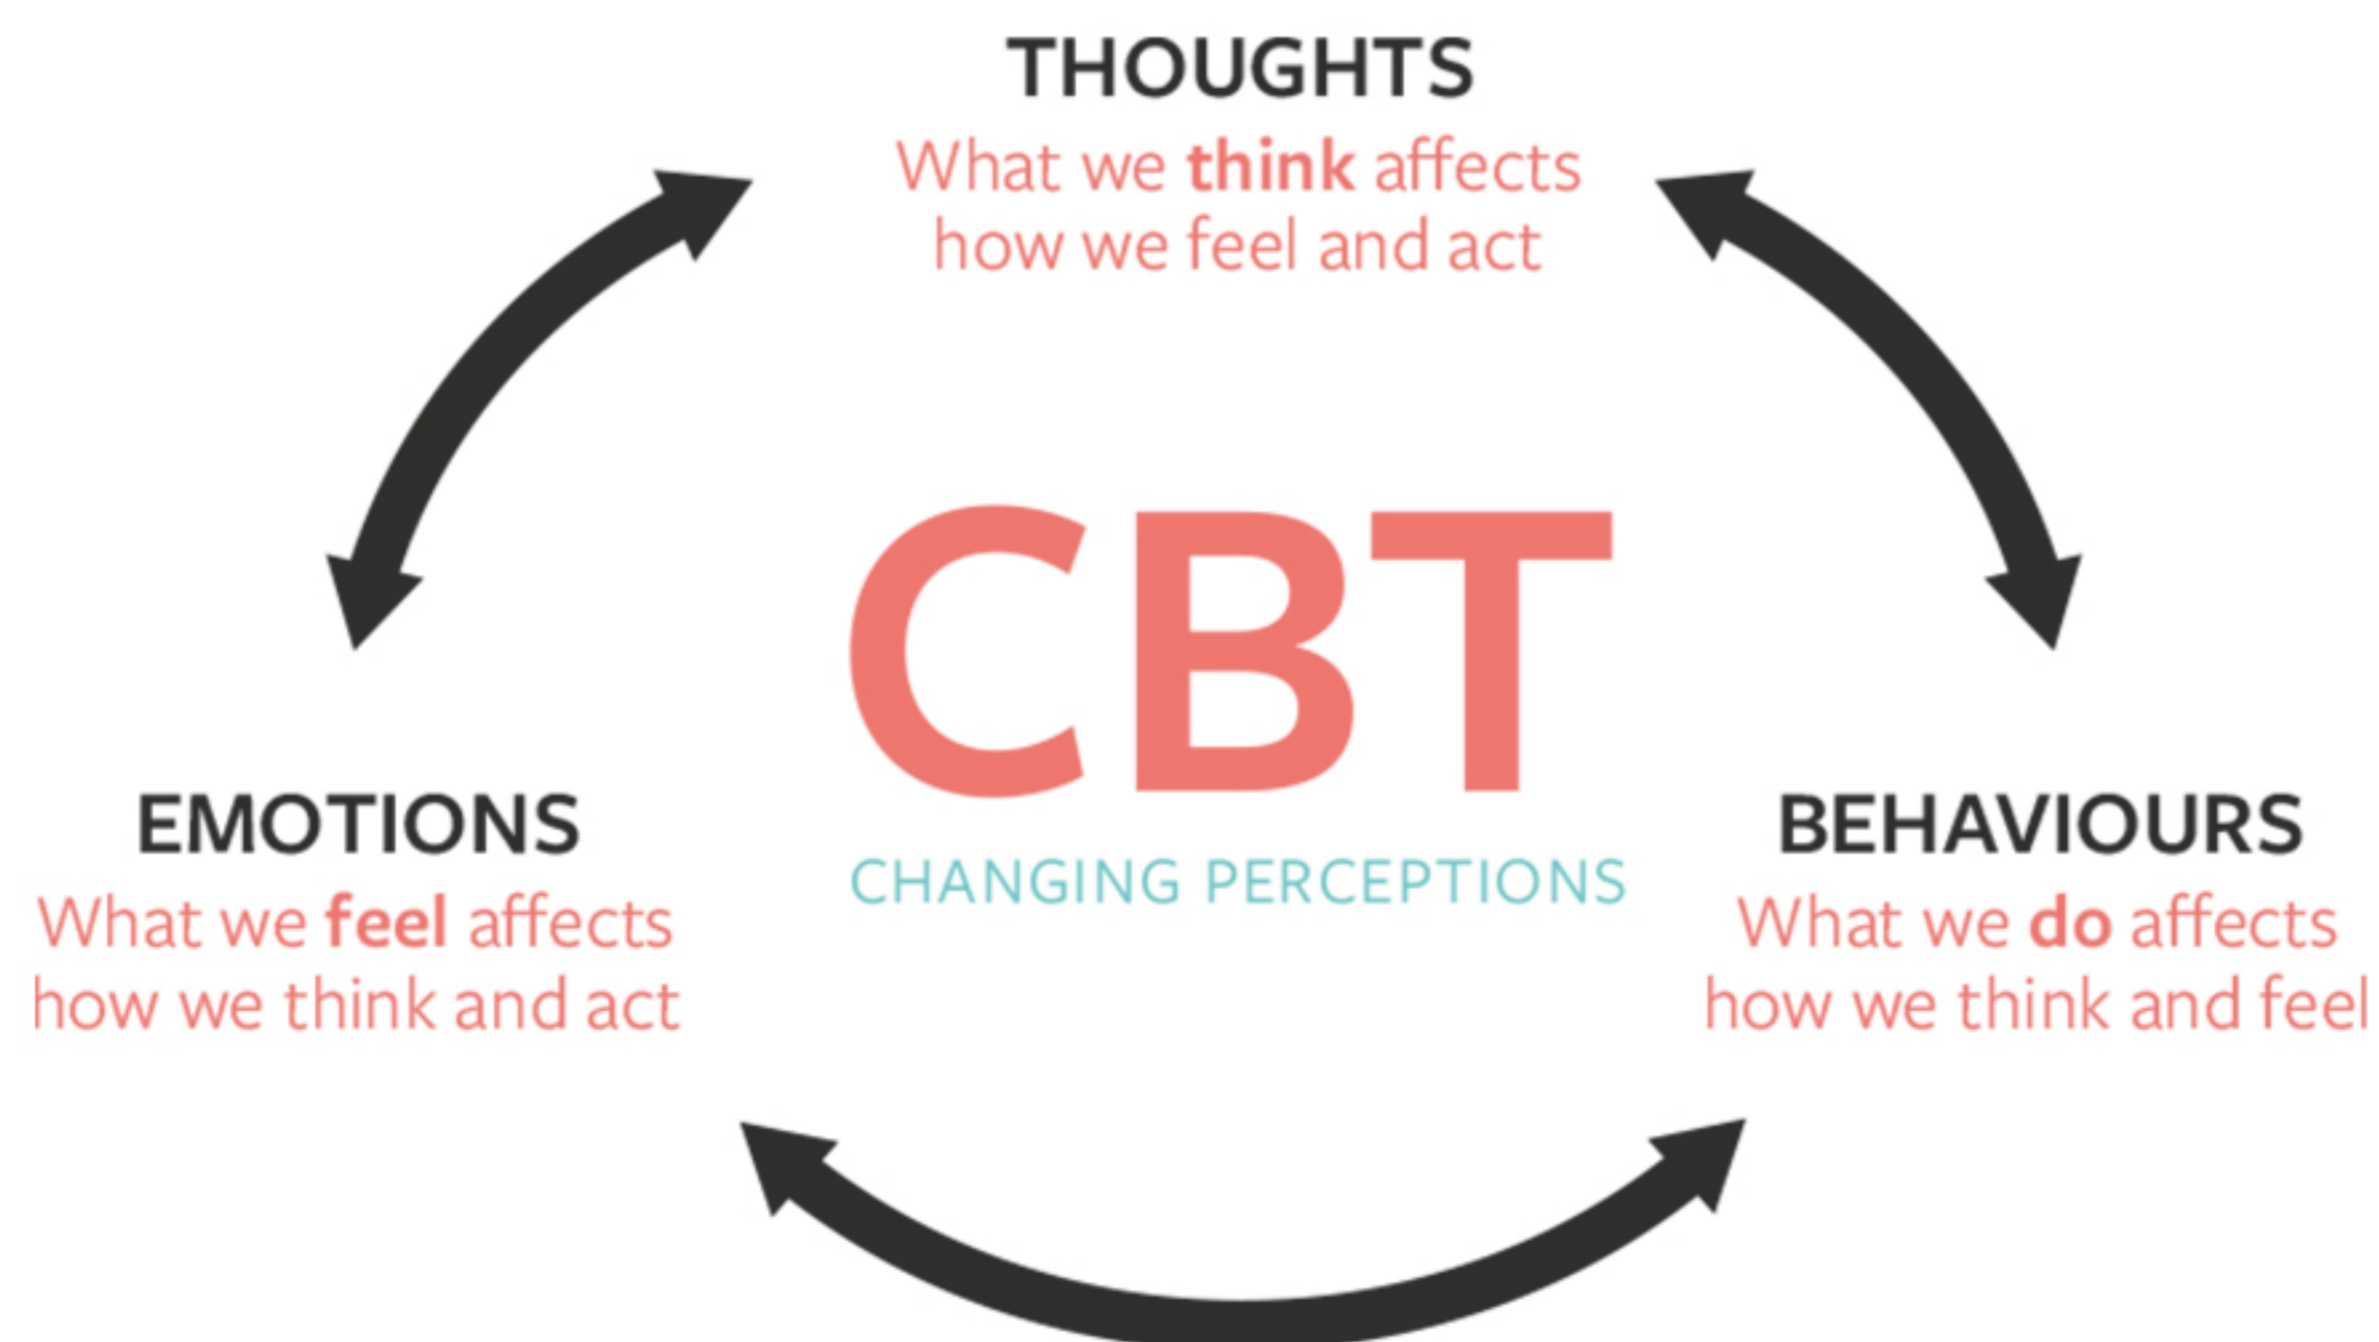 THOUGHTS
What we think affects
how we feel and act
CBT
CHANGING PERCEPTIONS
EMOTIONS
What we feel affects
how we think and act
BEHAVIOURS
What we do affects
how we think and feel